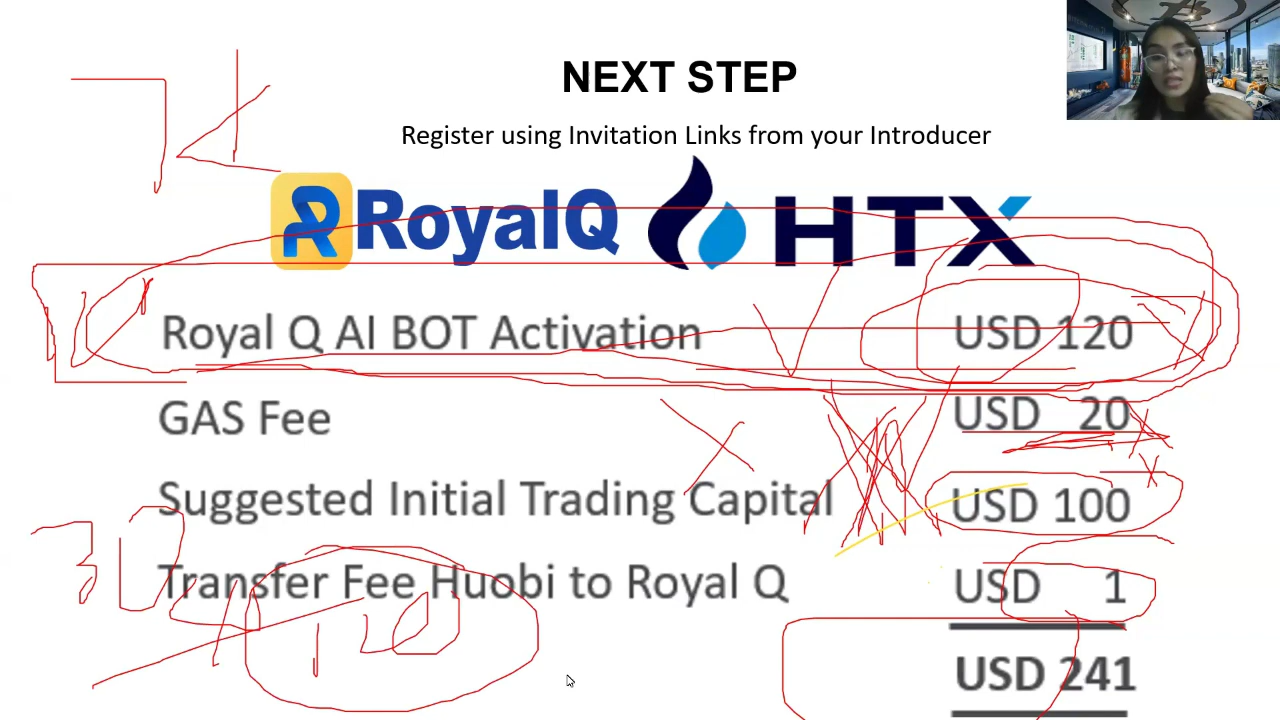 NEXT STEP
Register using Invitation Links from your Introducer
RoyalQ HTX
Royal Q AI BOT Activation USD 120
GAS Fee USD 20
Suggested Initial Trading Capital USD 100
Transfer Fee Huobi to Royal Q USD 1
120
USD 241